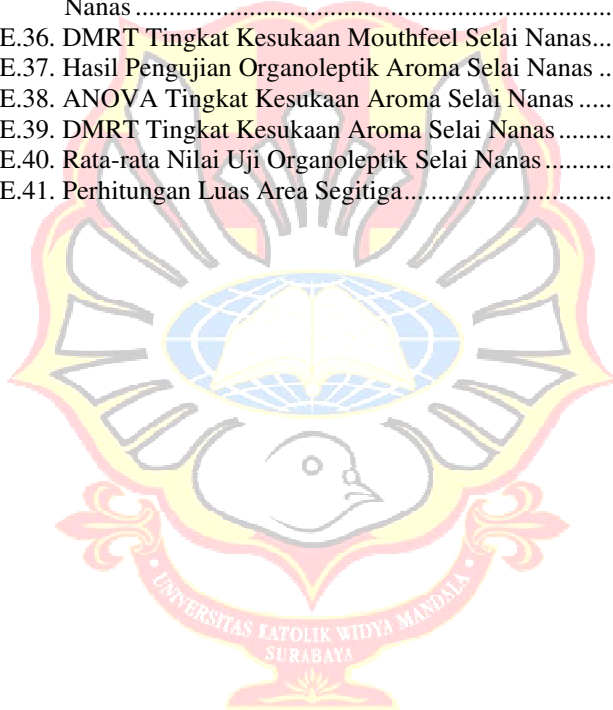 Nanas...............................................................................
E.36. DMRT Tingkat Kesukaan Mouthfeel Selai Nanas...
E.37. Hasil Pengujian Organoleptik Aroma Selai Nanas ..
E.38. ANOVA Tingkat Kesukaan Aroma Selai Nanas .....
E.39. DMRT Tingkat Kesukaan Aroma Selai Nanas........
E.40. Rata-rata Nilai Uji Organoleptik Selai Nanas..........
E.41. Perhitungan Luas Area Segitiga...............................
UNIVERSITAS KATOLIK WIDYA MANDALA
SURABAYA